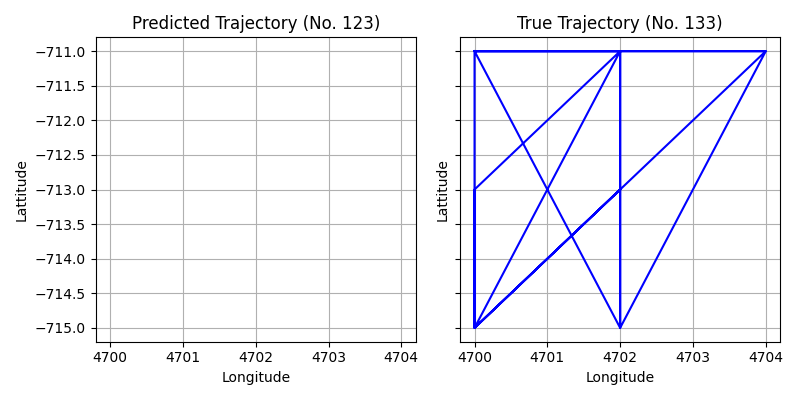 Predicted Trajectory (No. 123)
−711.0
−711.5
−712.0
−712.5
−713.0
−713.5
−714.0
−714.5
−715.0
Lattitude
4700 4701 4702 4703 4704
Longitude
True Trajectory (No. 133)
Lattitude
4700 4701 4702 4703 4704
Longitude